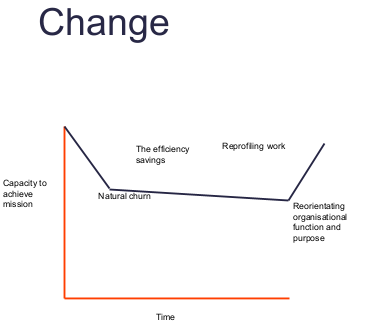 Change
The efficiency
savings
Reprofiling work
Capacity to
achieve
mission
Natural churn
Reorientating
organisational
function and
purpose
Time